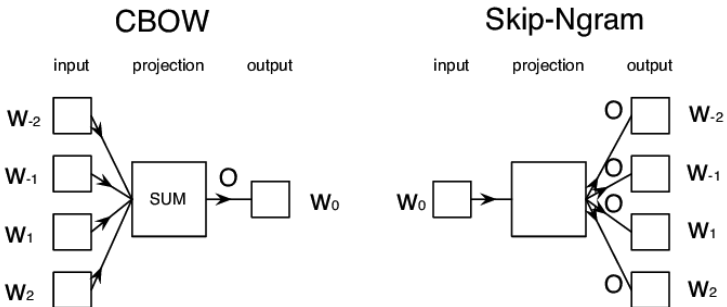 CBOW
input projection output
W-2
W-1
SUM O W0
W1
W2
Skip-Ngram
input projection output
O W-2
O W-1
W0
O W1
O W2